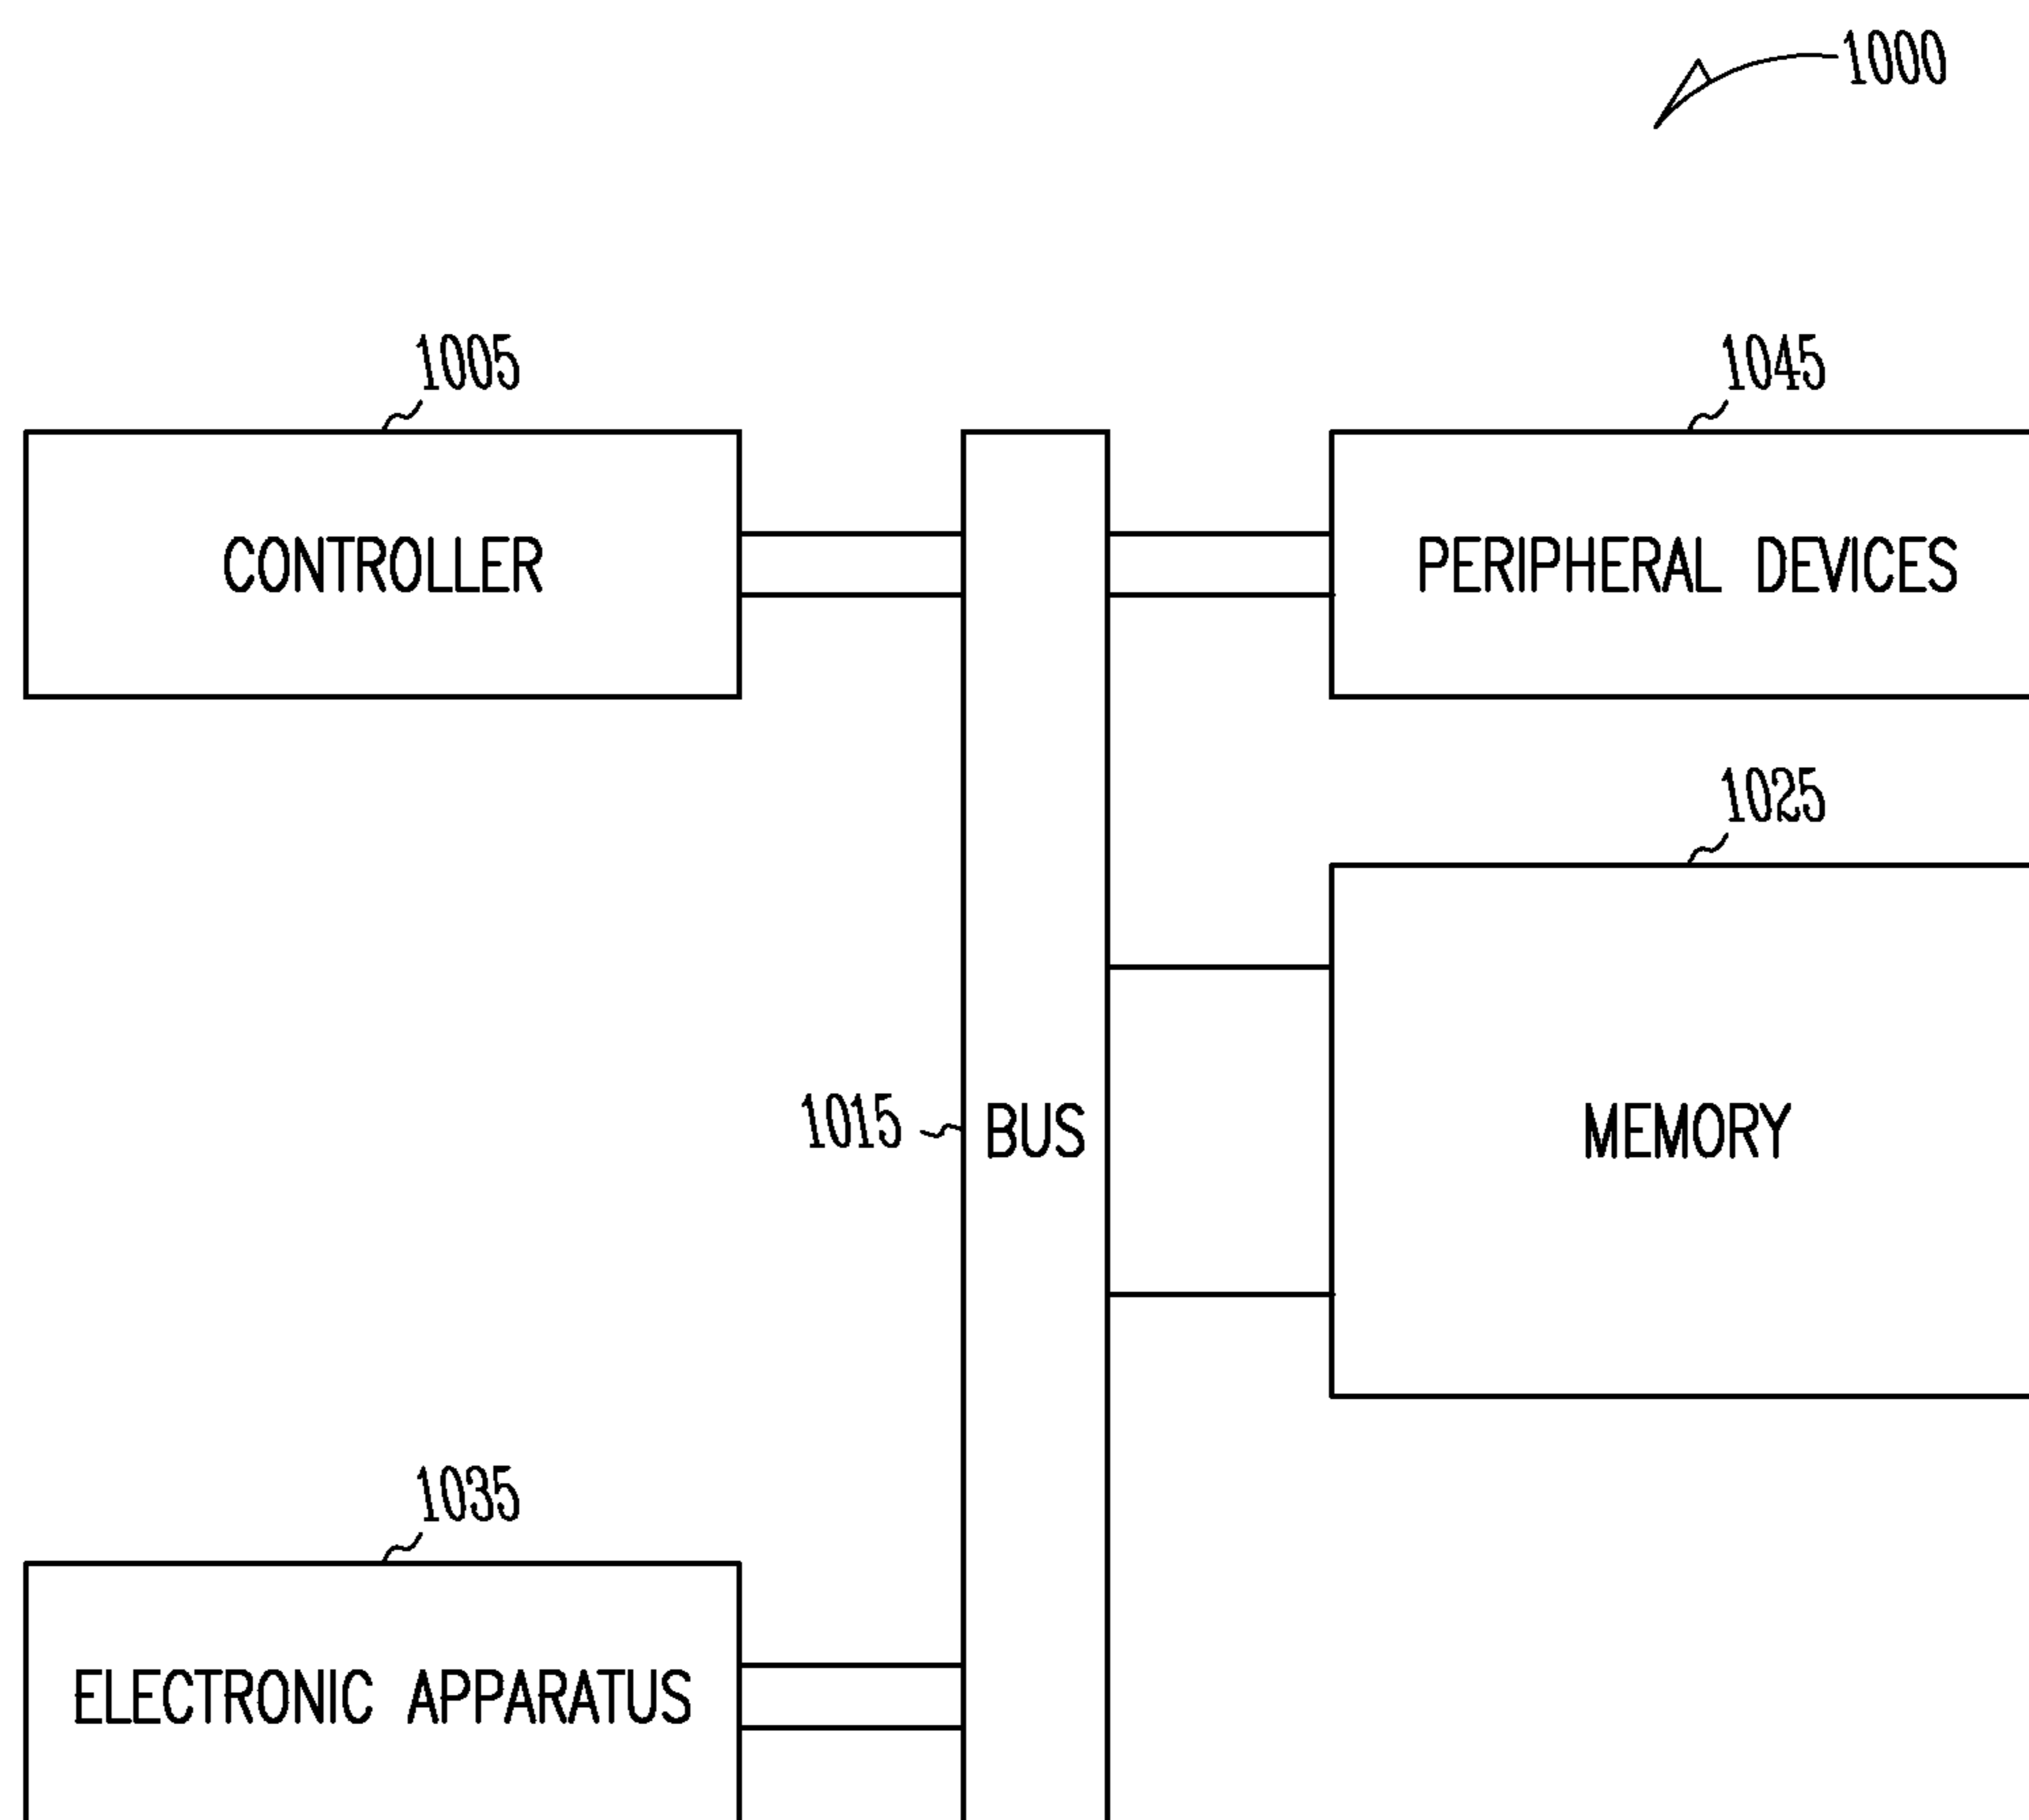 1000
1005
1045
CONTROLLER
PERIPHERAL DEVICES
1025
1015
BUS
MEMORY
1035
ELECTRONIC APPARATUS